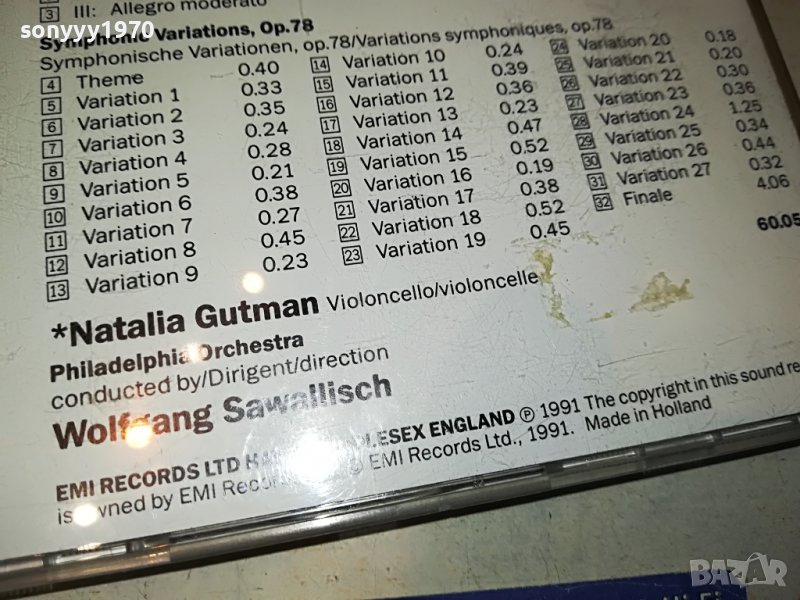 sonyyy1970
3 III: Allegro moderato
Symphonic Variations, Op.78
Symphonische Variationen, op.78/Variations symphoniques, op.78
4 Theme 0.40
5 Variation 1 0.33
6 Variation 2 0.35
7 Variation 3 0.24
8 Variation 4 0.28
9 Variation 5 0.21
10 Variation 6 0.38
11 Variation 7 0.27
12 Variation 8 0.45
13 Variation 9 0.23
14 Variation 10 0.24
15 Variation 11 0.39
16 Variation 12 0.36
17 Variation 13 0.23
18 Variation 14 0.47
19 Variation 15 0.52
20 Variation 16 0.19
21 Variation 17 0.38
22 Variation 18 0.52
23 Variation 19 0.45
24 Variation 20 0.18
25 Variation 21 0.20
26 Variation 22 0.30
27 Variation 23 0.36
28 Variation 24 1.25
29 Variation 25 0.34
30 Variation 26 0.44
31 Variation 27 0.32
32 Finale 4.06
60.05
*Natalia Gutman Violoncello/violoncelle
Philadelphia Orchestra
conducted by/Dirigent/direction
Wolfgang Sawallisch
EMI RECORDS LTD LESEX ENGLAND ℗ 1991 The copyright in this sound re
is owned by EMI Reco EMI Records Ltd., 1991. Made in Holland
BAZAR